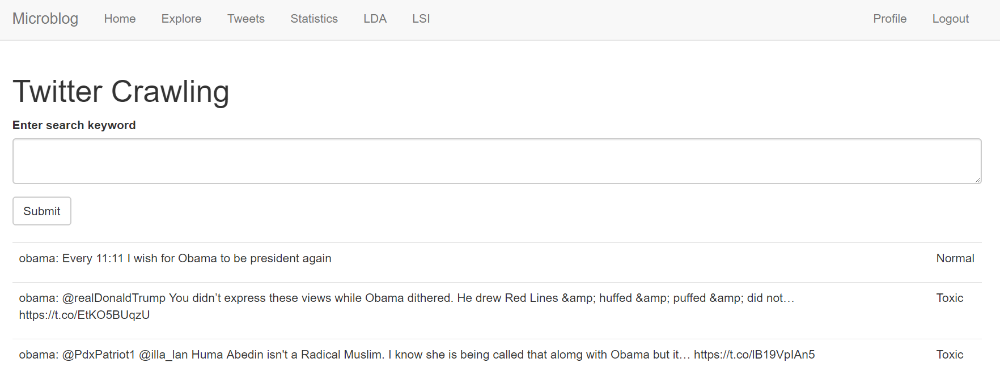 Microblog Home Explore Tweets Statistics LDA LSI Profile Logout
Twitter Crawling
Enter search keyword
Submit
obama: Every 11:11 I wish for Obama to be president again Normal
obama: @realDonaldTrump You didn’t express these views while Obama dithered. He drew Red Lines &amp; huffed &amp; puffed &amp; did not… Toxic
https://t.co/EtKO5BUqzU
obama: @PdxPatriot1 @illa_lan Huma Abedin isn't a Radical Muslim. I know she is being called that alomg with Obama but it… https://t.co/lB19VpIAn5 Toxic